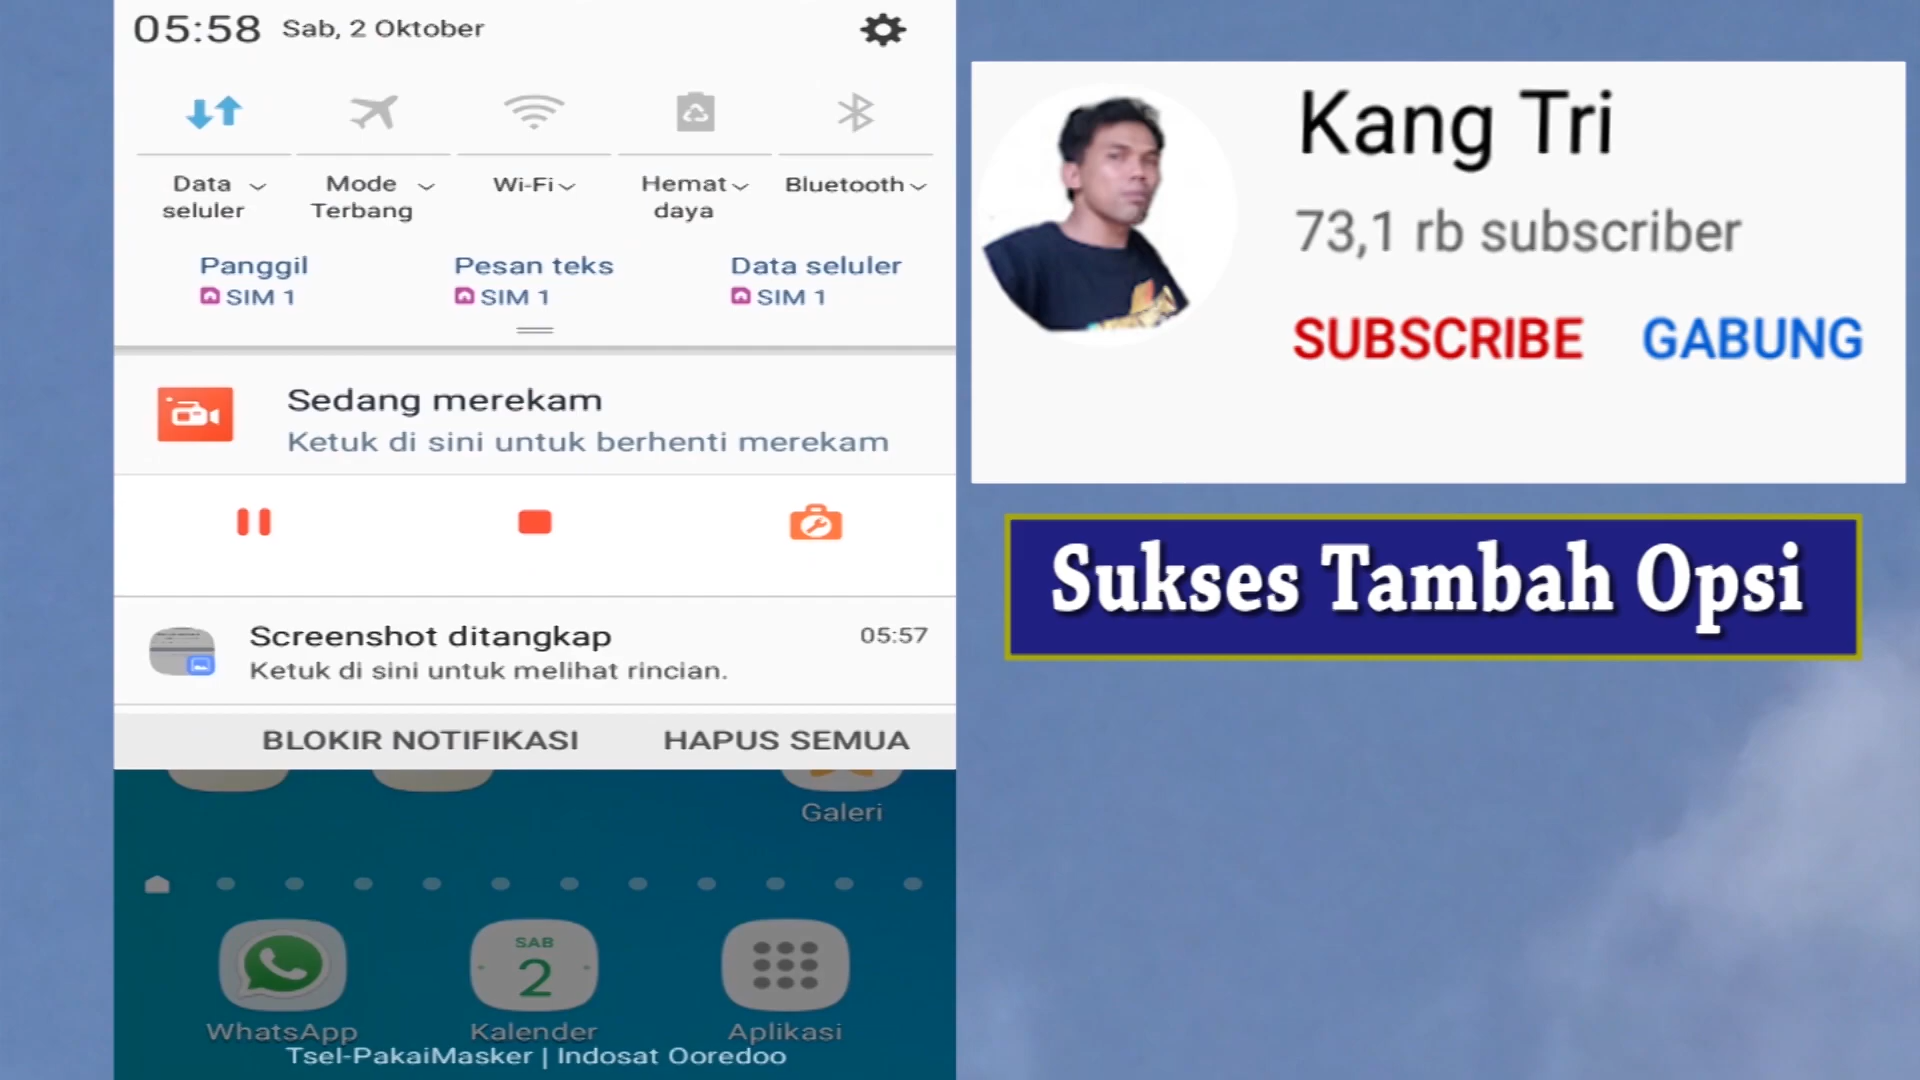 05:58 Sab, 2 Oktober
Data seluler
Mode Terbang
Wi-Fi
Hemat daya
Bluetooth
Panggil
SIM 1
Pesan teks
SIM 1
Data seluler
SIM 1
Sedang merekam
Ketuk di sini untuk berhenti merekam
Screenshot ditangkap 05:57
Ketuk di sini untuk melihat rincian.
BLOKIR NOTIFIKASI HAPUS SEMUA
Galeri
SAB
2
WhatsApp Kalender Aplikasi
Tsel-PakaiMasker | Indosat Ooredoo
Kang Tri
73,1 rb subscriber
SUBSCRIBE GABUNG
Sukses Tambah Opsi